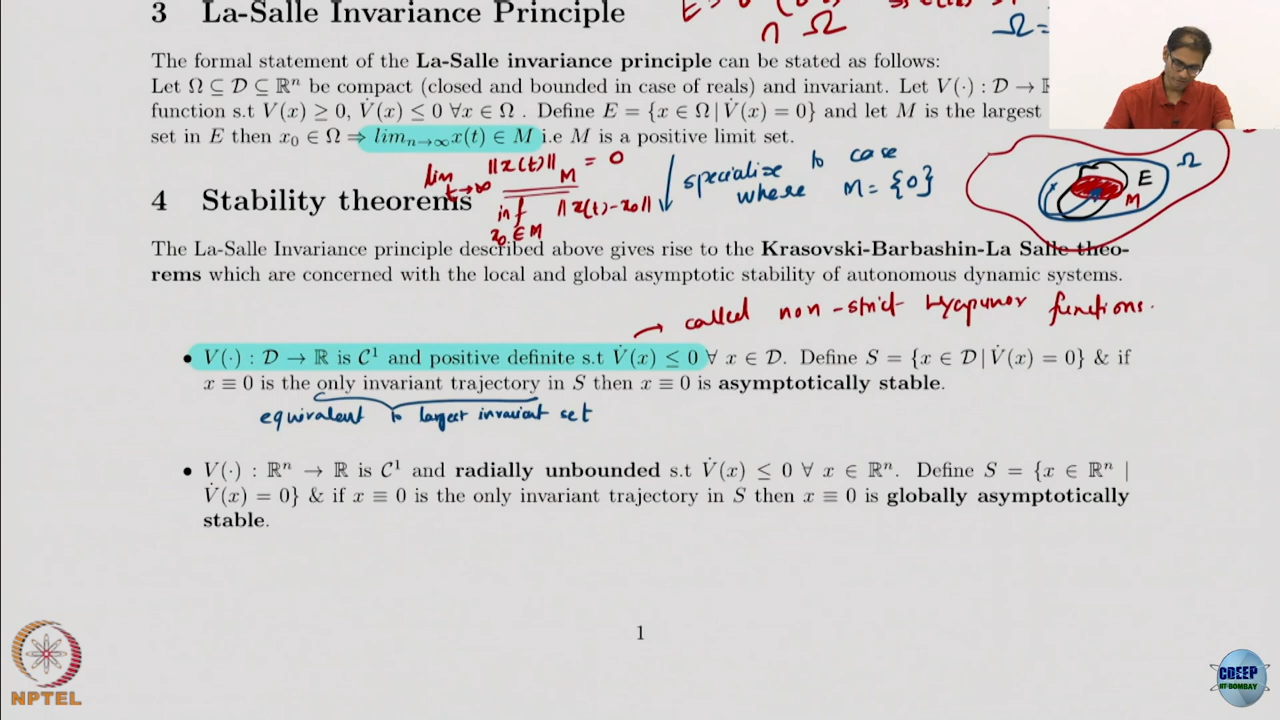 3 La-Salle Invariance Principle
The formal statement of the La-Salle invariance principle can be stated as follows:
Let Ω ⊆ 𝒟 ⊆ ℝⁿ be compact (closed and bounded in case of reals) and invariant. Let V(·) : 𝒟 → ℝ
function s.t V(x) ≥ 0, V̇(x) ≤ 0 ∀x ∈ Ω . Define E = {x ∈ Ω | V̇(x) = 0} and let M is the largest
set in E then x₀ ∈ Ω ⇒ lim_{n→∞} x(t) ∈ M i.e M is a positive limit set.
lim_{t→∞} ||x(t)||_M = 0
inf_{x₀ ∈ M} ||x(t) - x₀||
specialise to case
where M = {0}
∩ Ω
Ω =
Ω
E
M
4 Stability theorems
The La-Salle Invariance principle described above gives rise to the Krasovski-Barbashin-La Salle theo-
rems which are concerned with the local and global asymptotic stability of autonomous dynamic systems.
→ called non-strict Lyapunov functions.
• V(·) : 𝒟 → ℝ is 𝒞¹ and positive definite s.t V̇(x) ≤ 0 ∀ x ∈ 𝒟. Define S = {x ∈ 𝒟 | V̇(x) = 0} & if
x ≡ 0 is the only invariant trajectory in S then x ≡ 0 is asymptotically stable.
equivalent to largest invariant set
• V(·) : ℝⁿ → ℝ is 𝒞¹ and radially unbounded s.t V̇(x) ≤ 0 ∀ x ∈ ℝⁿ. Define S = {x ∈ ℝⁿ |
V̇(x) = 0} & if x ≡ 0 is the only invariant trajectory in S then x ≡ 0 is globally asymptotically
stable.
1
NPTEL
CDEEP
IIT BOMBAY